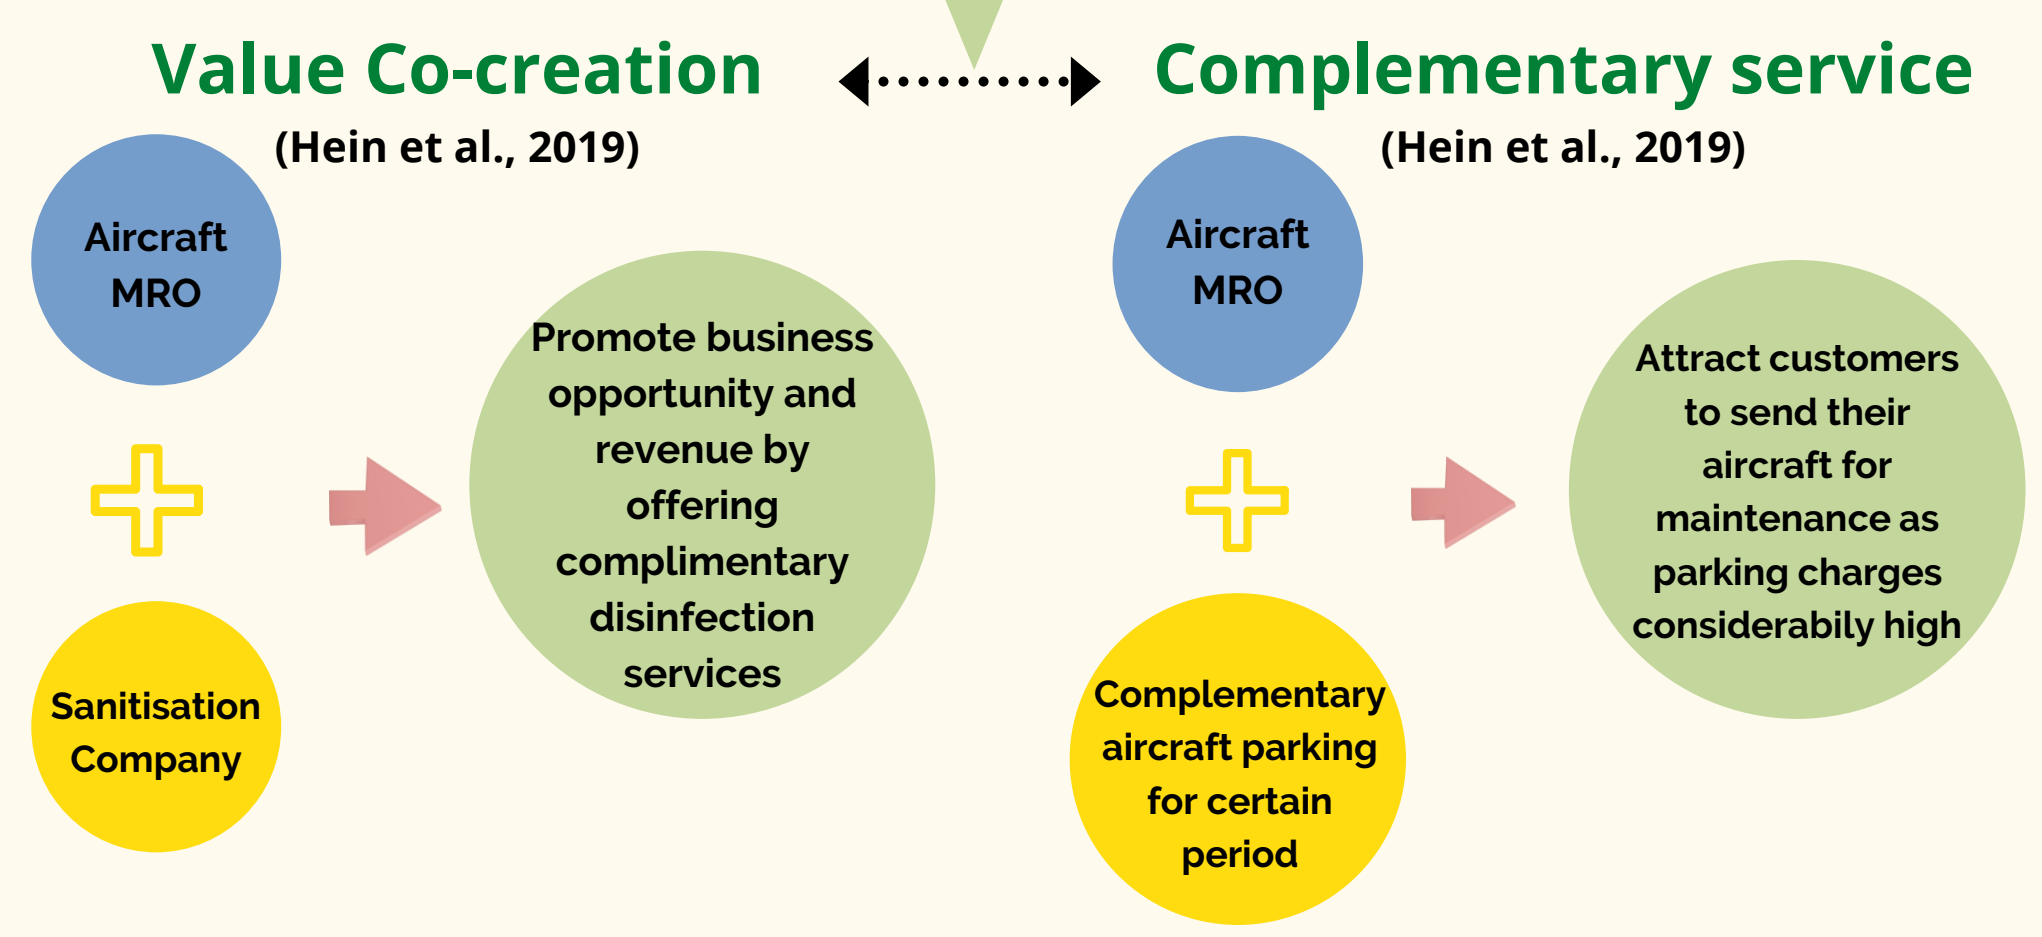 Value Co-creation
(Hein et al., 2019)
Aircraft
MRO
Sanitisation
Company
Promote business
opportunity and
revenue by
offering
complimentary
disinfection
services
Complementary service
(Hein et al., 2019)
Aircraft
MRO
Complementary
aircraft parking
for certain
period
Attract customers
to send their
aircraft for
maintenance as
parking charges
considerabily high